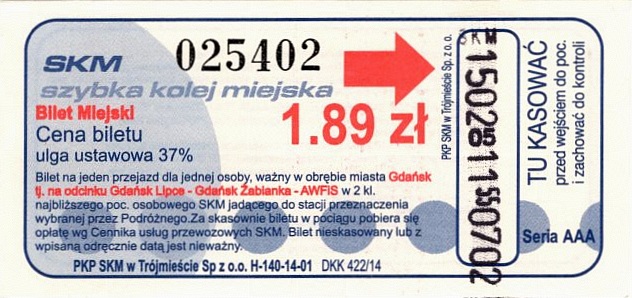 SKM
025402
szybka kolej miejska
Bilet Miejski
Cena biletu
ulga ustawowa 37%
1.89 zł
Bilet na jeden przejazd dla jednej osoby, ważny w obrębie miasta Gdańsk
tj. na odcinku Gdańsk Lipce - Gdańsk Żabianka - AWFiS w 2 kl.
najbliższego poc. osobowego SKM jadącego do stacji przeznaczenia
wybranej przez Podróżnego.Za skasownie biletu w pociągu pobiera się
opłatę wg Cennika usług przewozowych SKM. Bilet nieskasowany lub z
wpisaną odręcznie datą jest nieważny.
PKP SKM w Trójmieście Sp z o.o. H-140-14-01 DKK 422/14
PKP SKM w Trójmieście Sp. z o. o.
TU KASOWAĆ
przed wejściem do poc.
i zachować do kontroli
Seria AAA